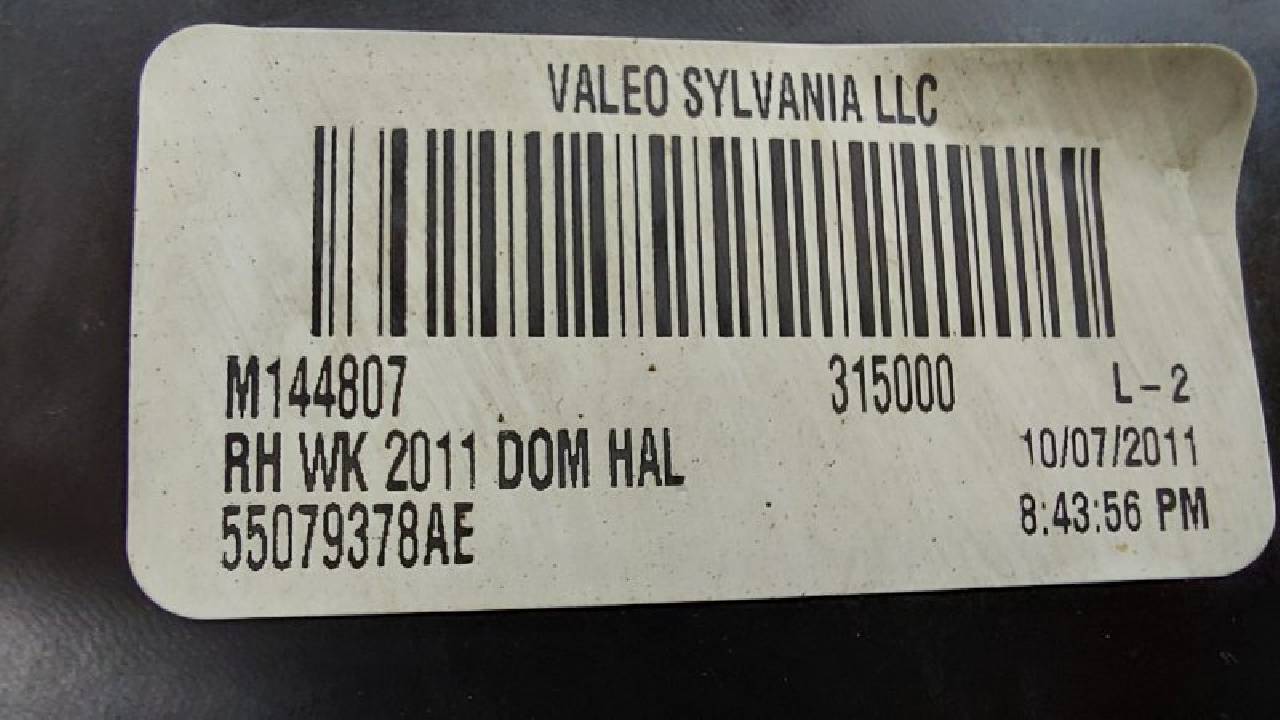 VALEO SYLVANIA LLC
M144807 315000 L-2
RH WK 2011 DOM HAL 10/07/2011
55079378AE 8:43:56 PM